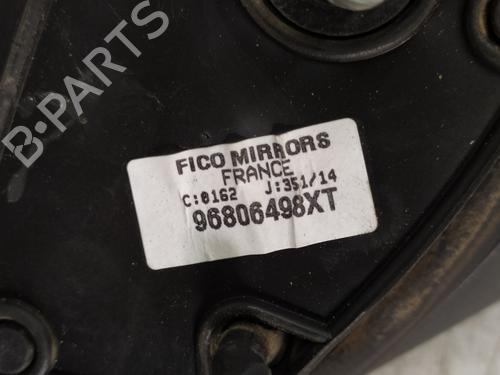 B-PARTS
FICO MIRRORS
FRANCE
C:0162 J:351/14
96806498XT